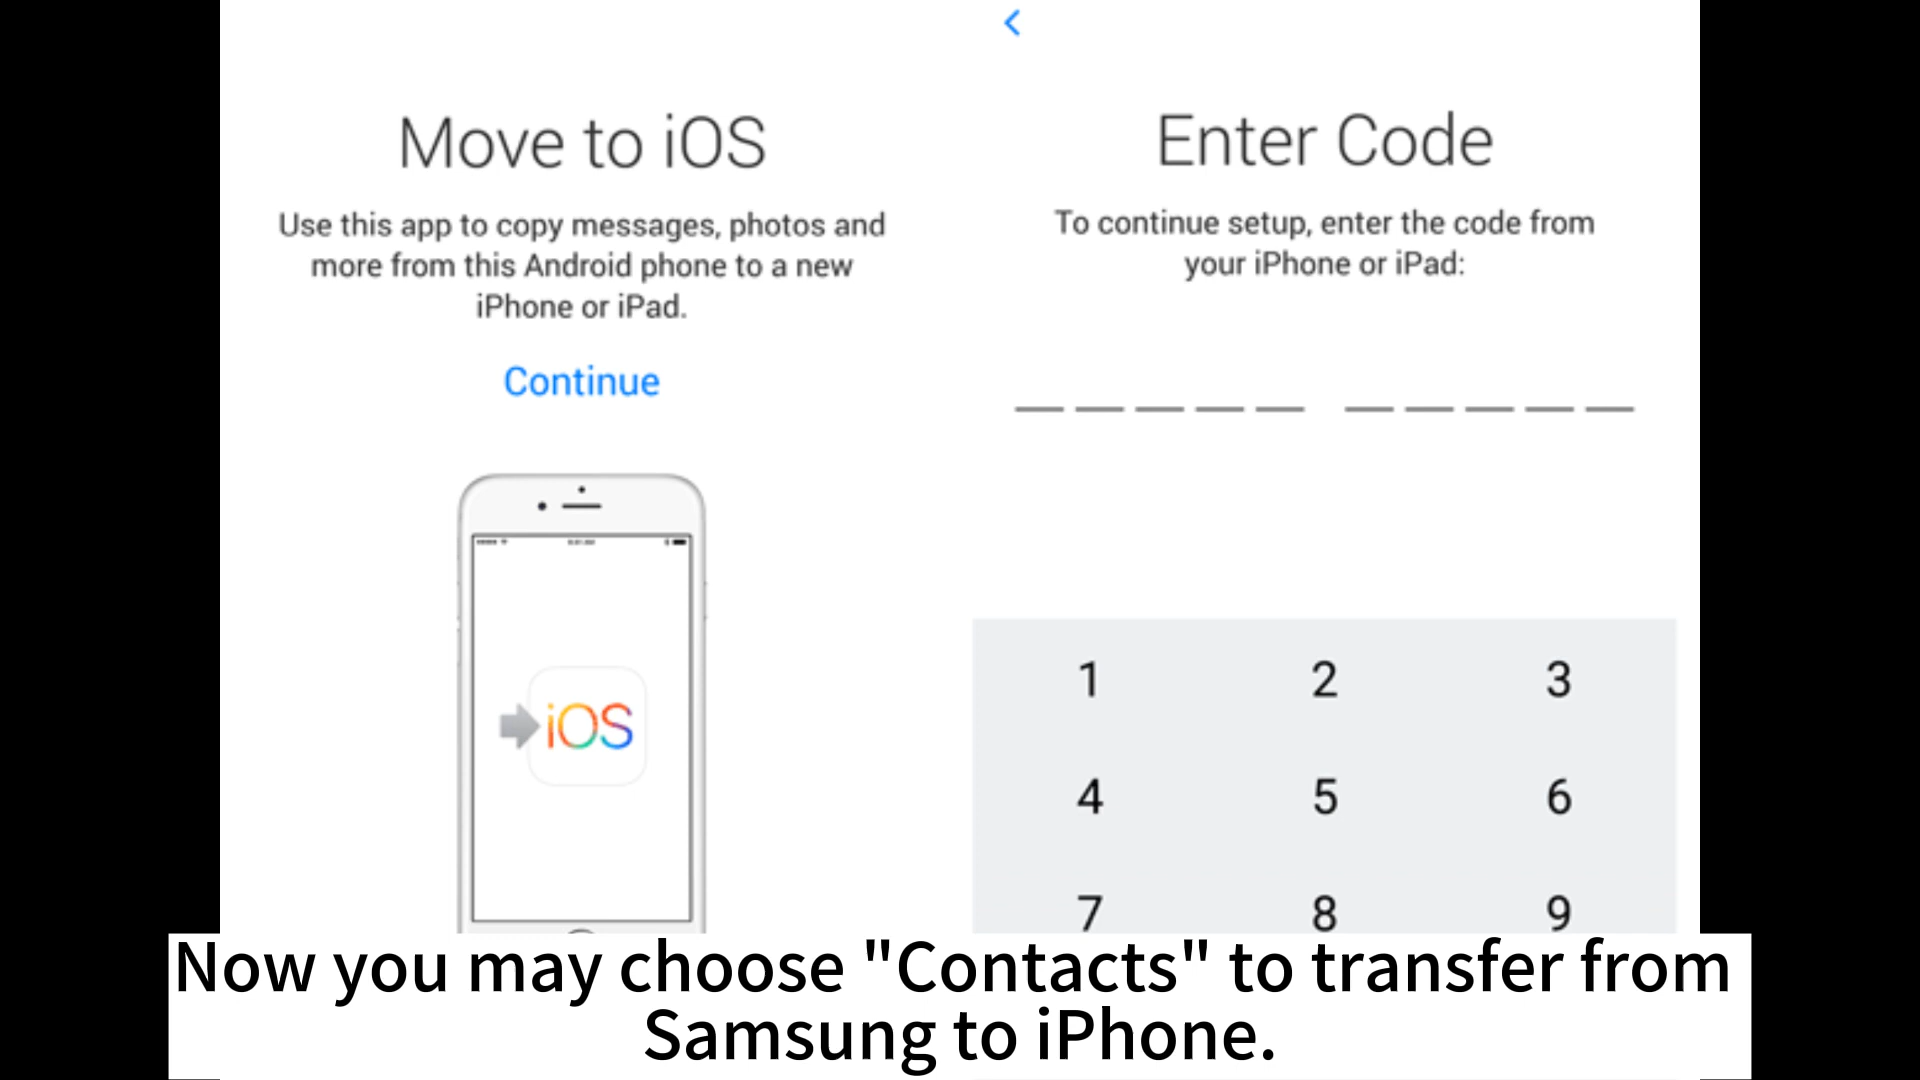 Move to iOS
Use this app to copy messages, photos and
more from this Android phone to a new
iPhone or iPad.
Continue
iOS
Enter Code
To continue setup, enter the code from
your iPhone or iPad:
1 2 3
4 5 6
7 8 9
Now you may choose "Contacts" to transfer from
Samsung to iPhone.